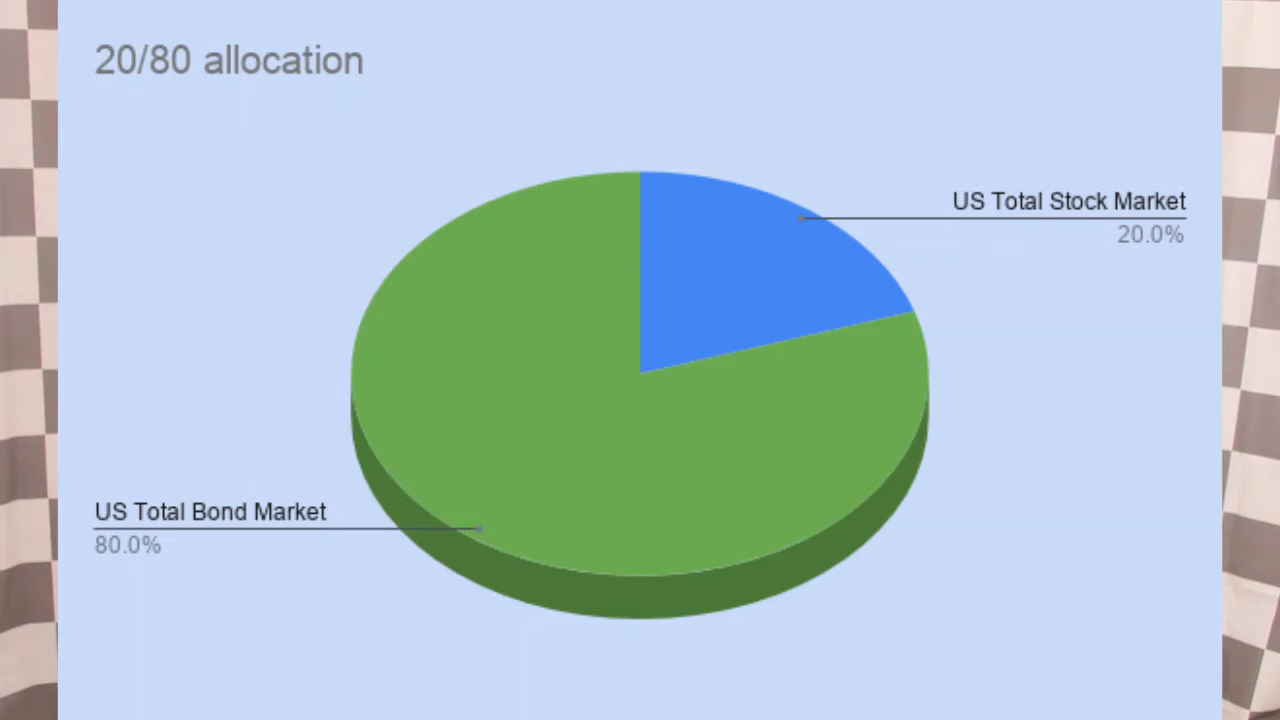 20/80 allocation
US Total Stock Market
20.0%
US Total Bond Market
80.0%